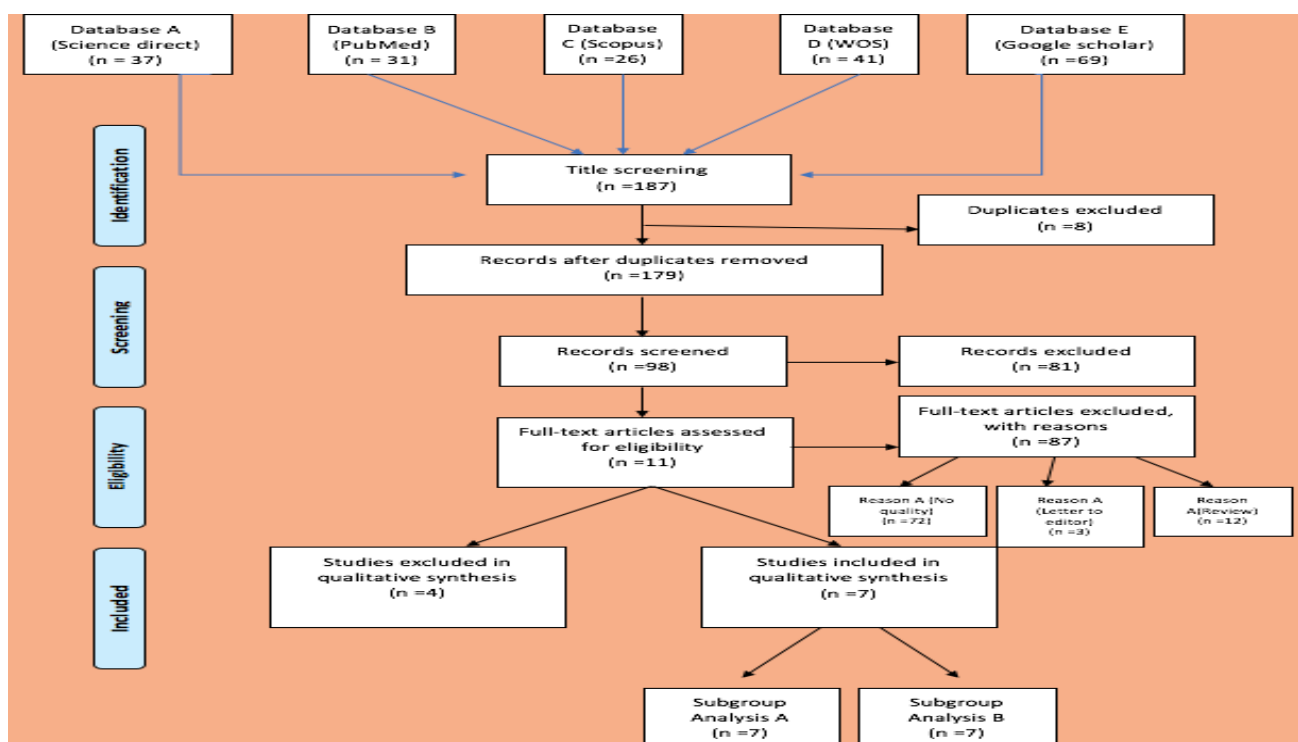 Database A
(Science direct)
(n = 37)
Database B
(PubMed)
(n = 31)
Database
C (Scopus)
(n =26)
Database
D (WOS)
(n = 41)
Database E
(Google scholar)
(n =69)
Identification
Title screening
(n =187)
Duplicates excluded
(n =8)
Records after duplicates removed
(n =179)
Screening
Records screened
(n =98)
Records excluded
(n =81)
Eligibility
Full-text articles assessed
for eligibility
(n =11)
Full-text articles excluded,
with reasons
(n =87)
Reason A (No
quality)
(n =72)
Reason A
(Letter to
editor)
(n =3)
Reason
A(Review)
(n =12)
Included
Studies excluded in
qualitative synthesis
(n =4)
Studies included in
qualitative synthesis
(n =7)
Subgroup
Analysis A
(n =7)
Subgroup
Analysis B
(n =7)